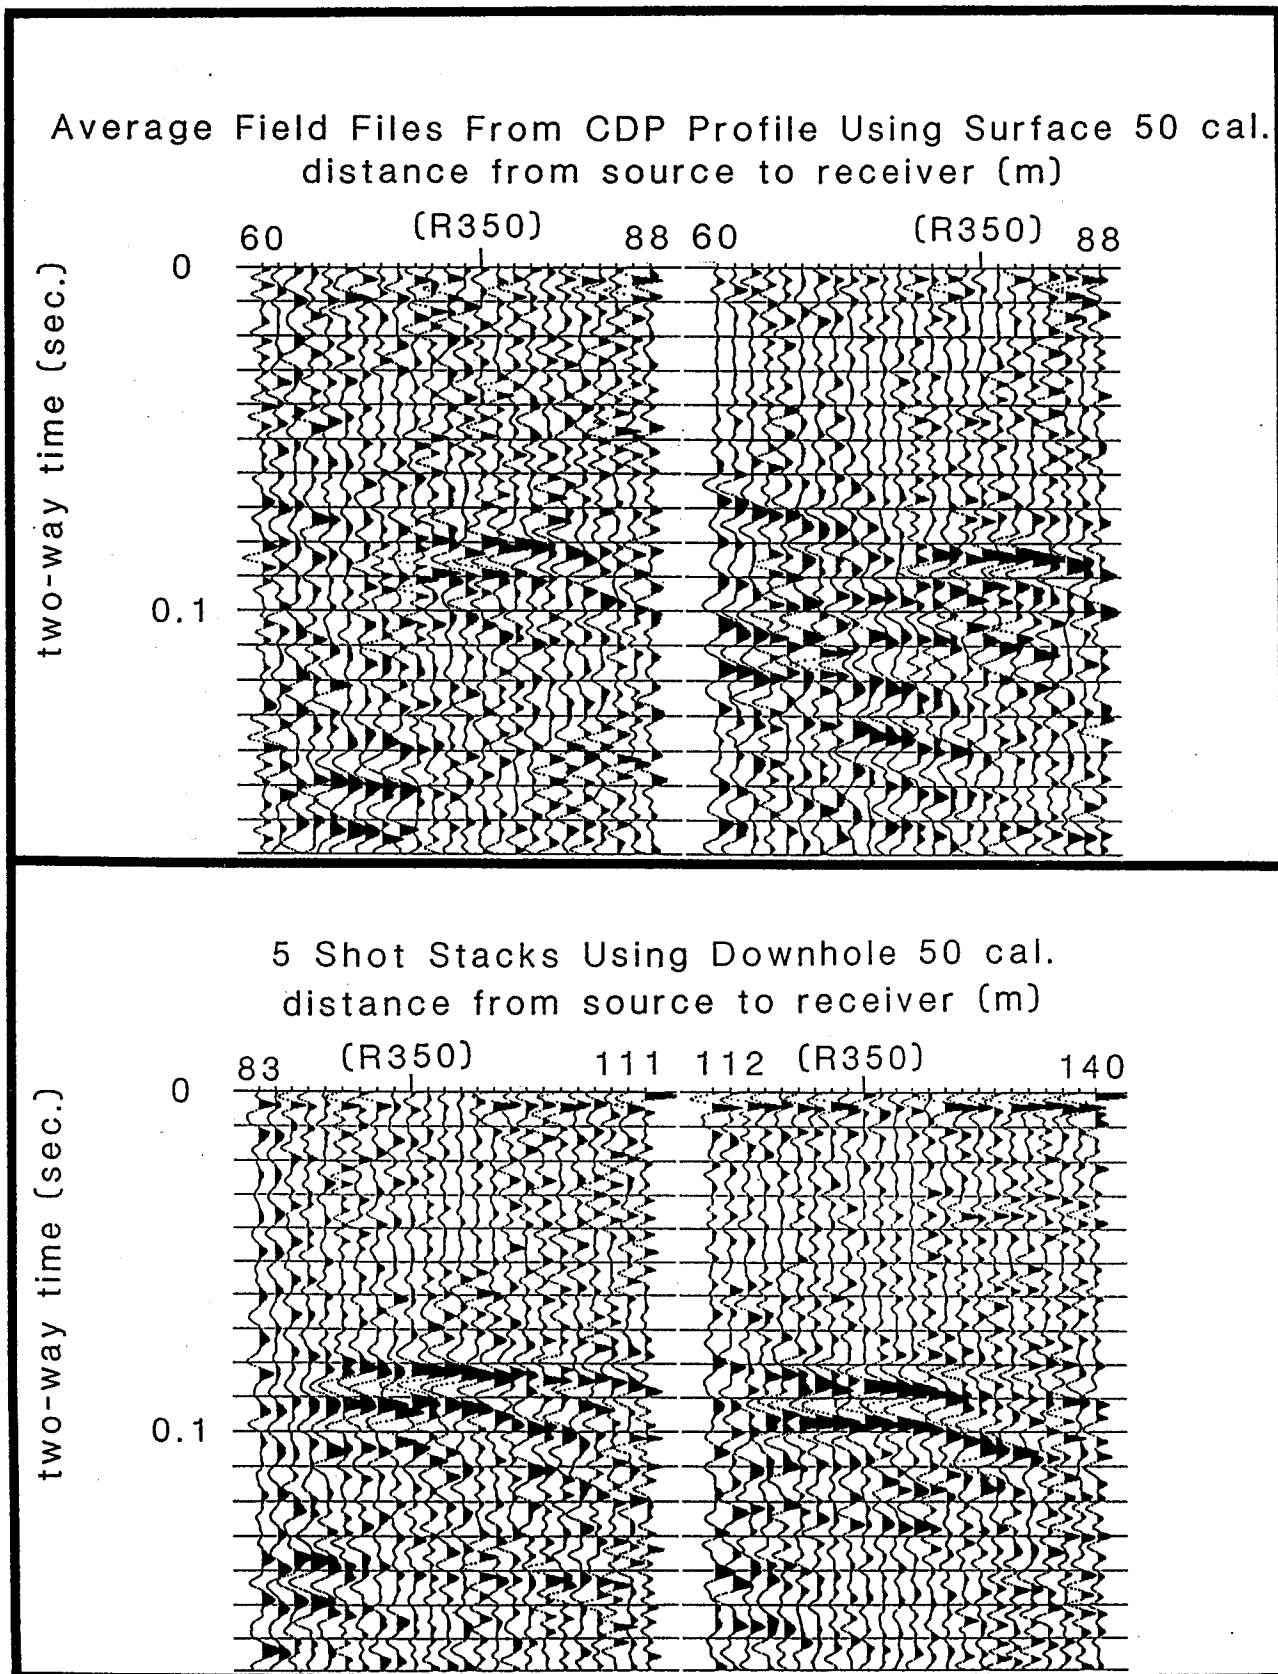 Average Field Files From CDP Profile Using Surface 50 cal.
distance from source to receiver (m)
60 (R350) 88 60 (R350) 88
0
0.1
two-way time (sec.)
5 Shot Stacks Using Downhole 50 cal.
distance from source to receiver (m)
83 (R350) 111 112 (R350) 140
0
0.1
two-way time (sec.)